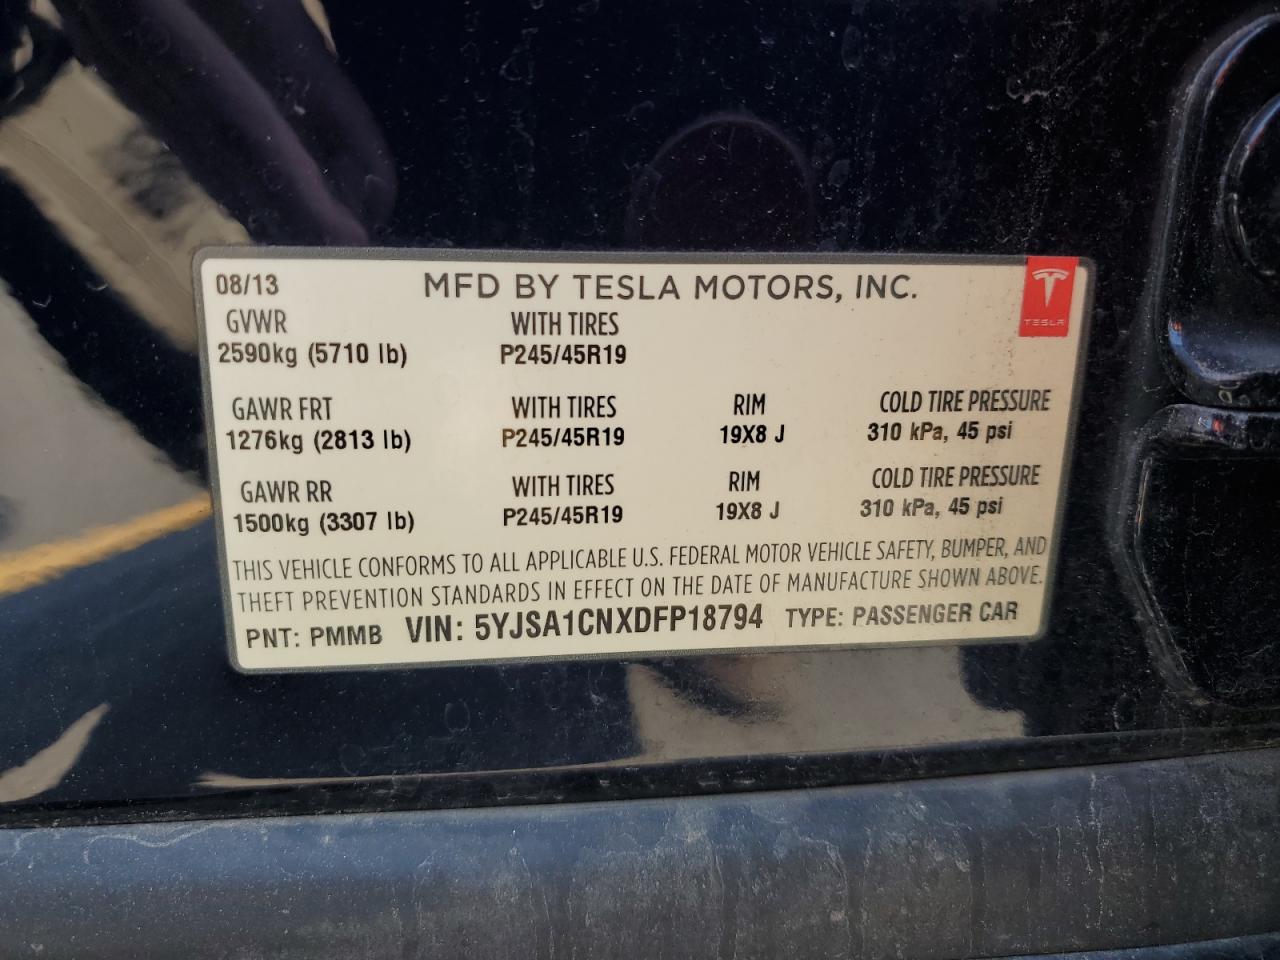 08/13 MFD BY TESLA MOTORS, INC.
TESLA
GVWR WITH TIRES
2590kg (5710 lb) P245/45R19
GAWR FRT WITH TIRES RIM COLD TIRE PRESSURE
1276kg (2813 lb) P245/45R19 19X8 J 310 kPa, 45 psi
GAWR RR WITH TIRES RIM COLD TIRE PRESSURE
1500kg (3307 lb) P245/45R19 19X8 J 310 kPa, 45 psi
THIS VEHICLE CONFORMS TO ALL APPLICABLE U.S. FEDERAL MOTOR VEHICLE SAFETY, BUMPER, AND
THEFT PREVENTION STANDARDS IN EFFECT ON THE DATE OF MANUFACTURE SHOWN ABOVE.
PNT: PMMB VIN: 5YJSA1CNXDFP18794 TYPE: PASSENGER CAR